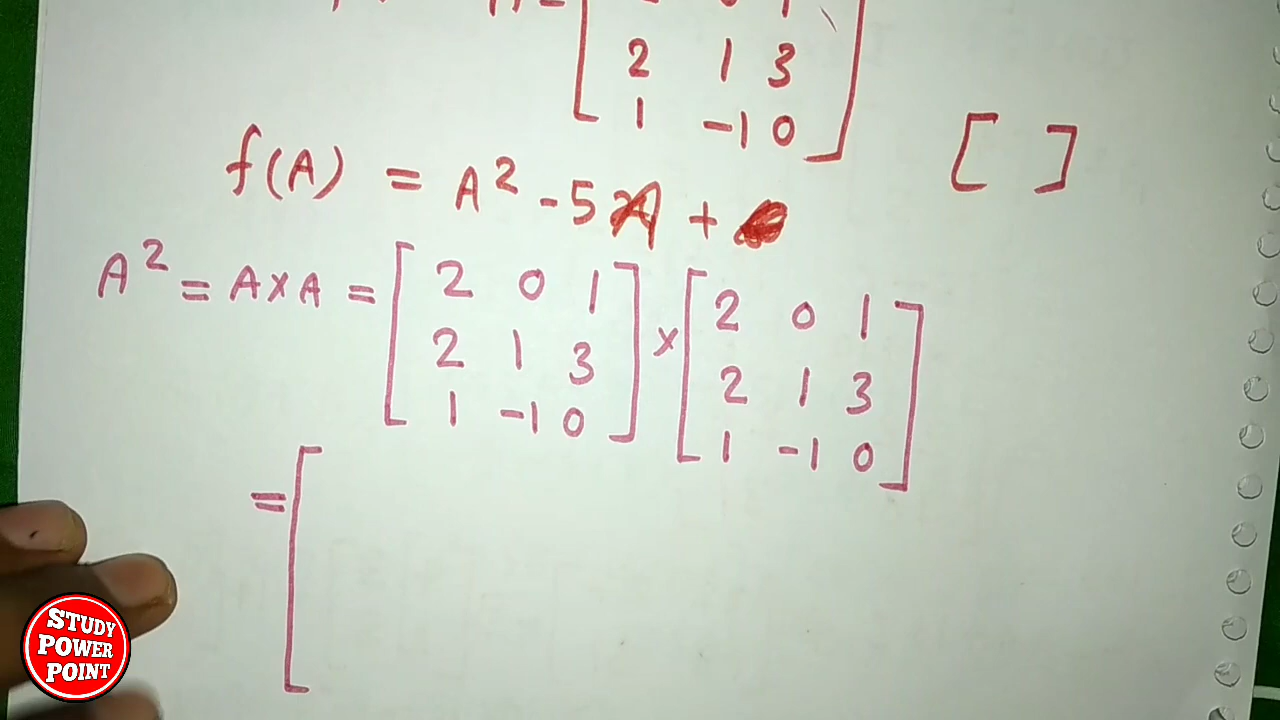 A =
2 1 3
1 -1 0
[ ]
f(A) = A² - 5A +
A² = A×A = [2 0 1] × [2 0 1]
[2 1 3] [2 1 3]
[1 -1 0] [1 -1 0]
= [
STUDY
POWER
POINT